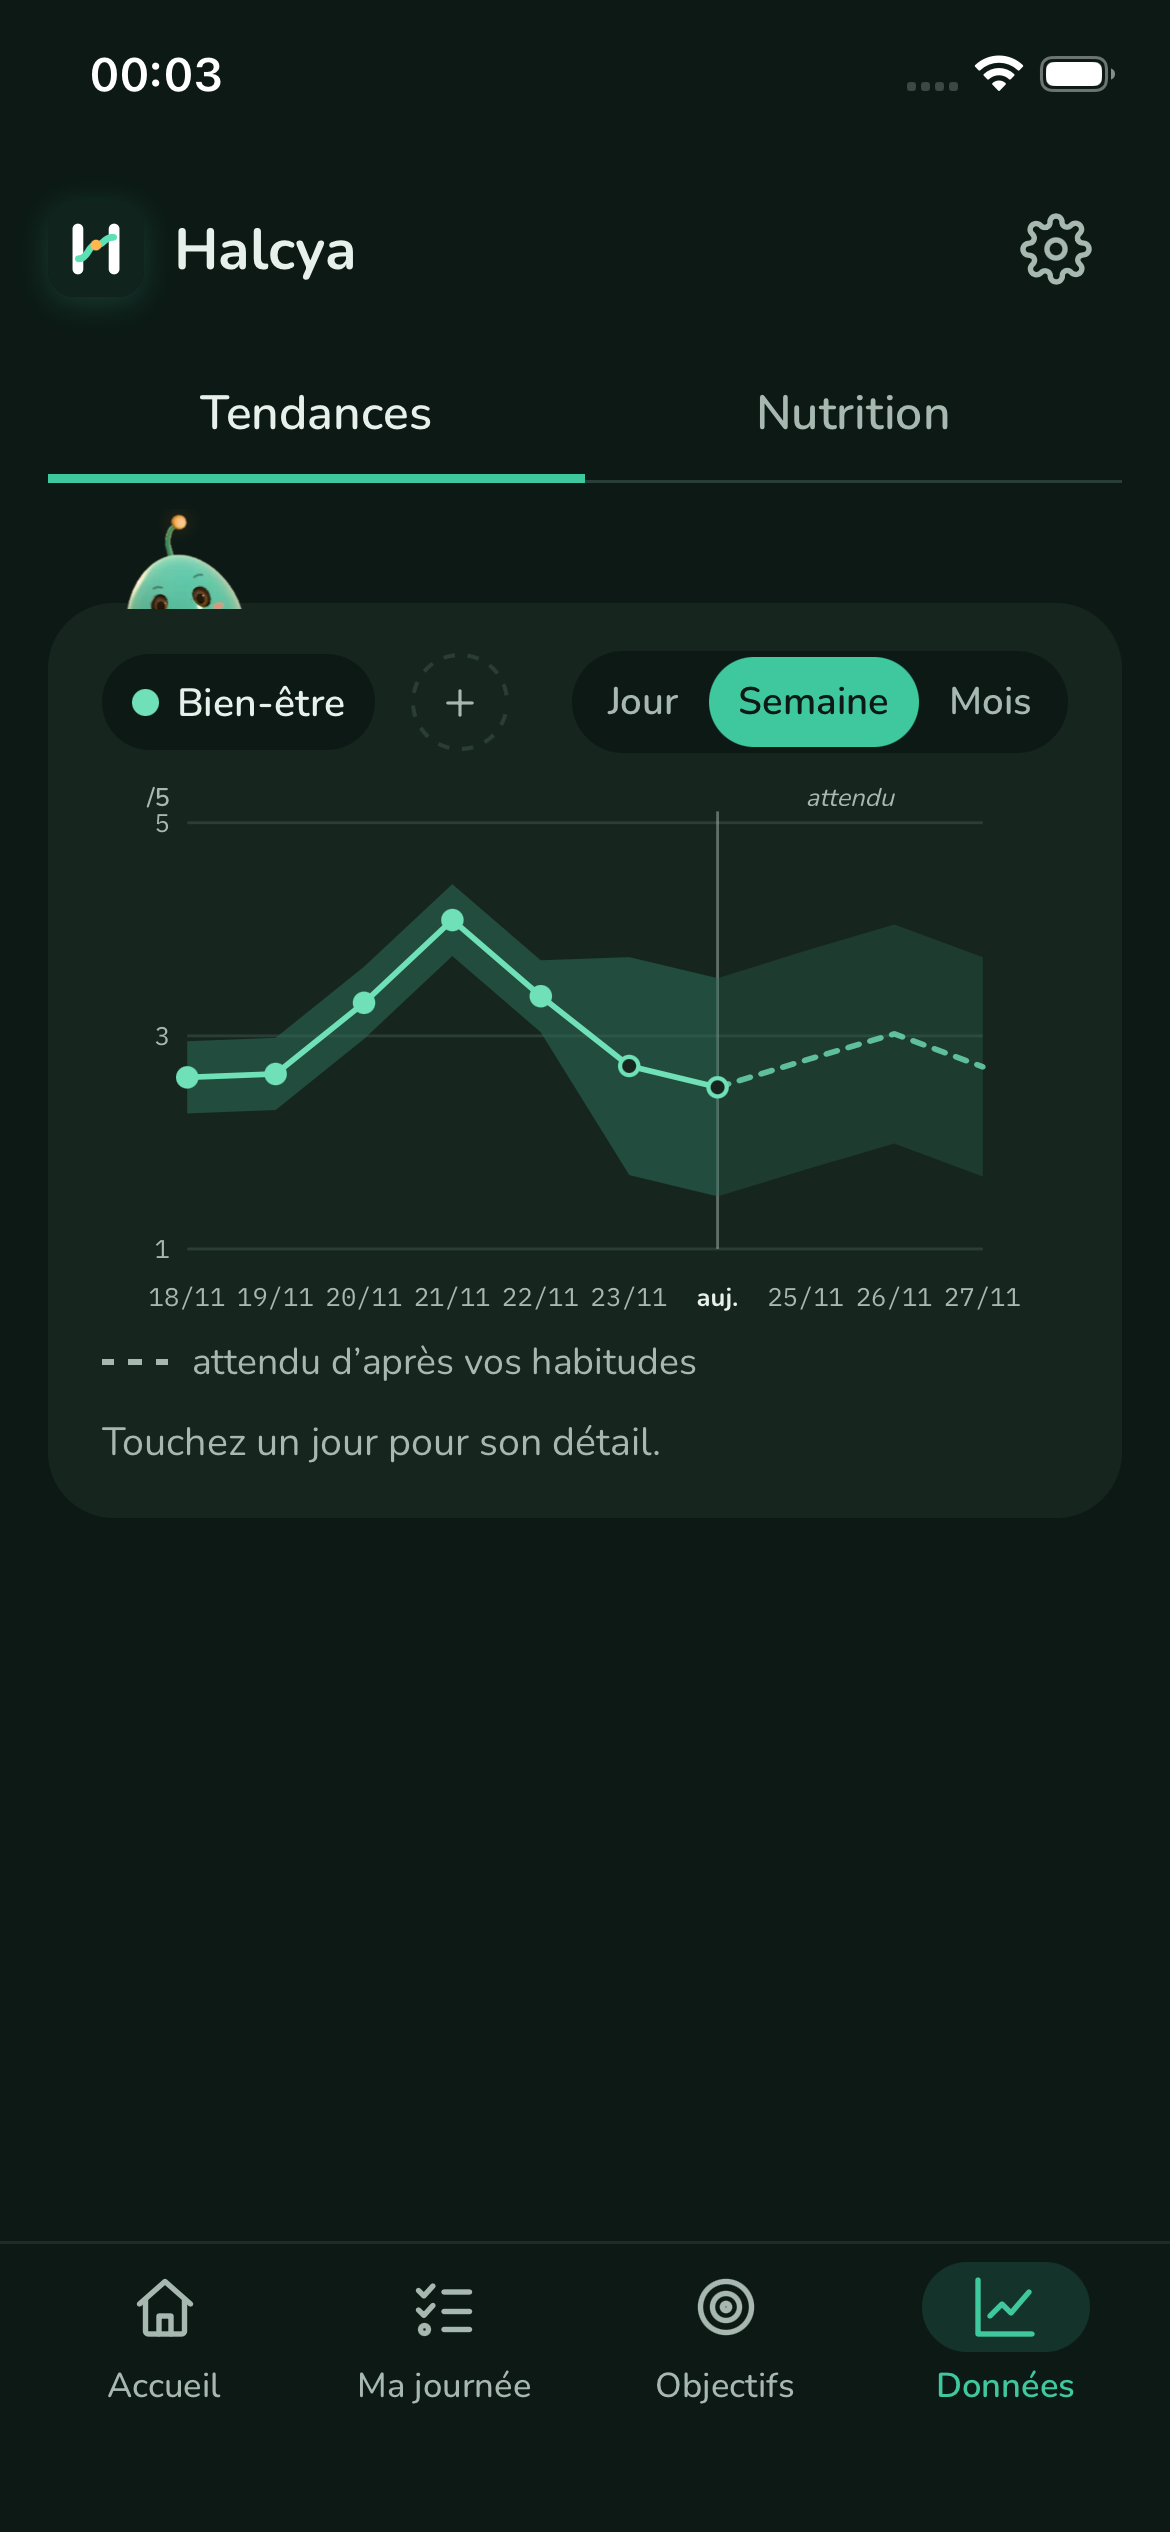 00:03
Halcya
Tendances
Nutrition
Bien-être
Jour
Semaine
Mois
/5
attendu
5
3
1
18/11 19/11 20/11 21/11 22/11 23/11 auj. 25/11 26/11 27/11
attendu d’après vos habitudes
Touchez un jour pour son détail.
Accueil
Ma journée
Objectifs
Données